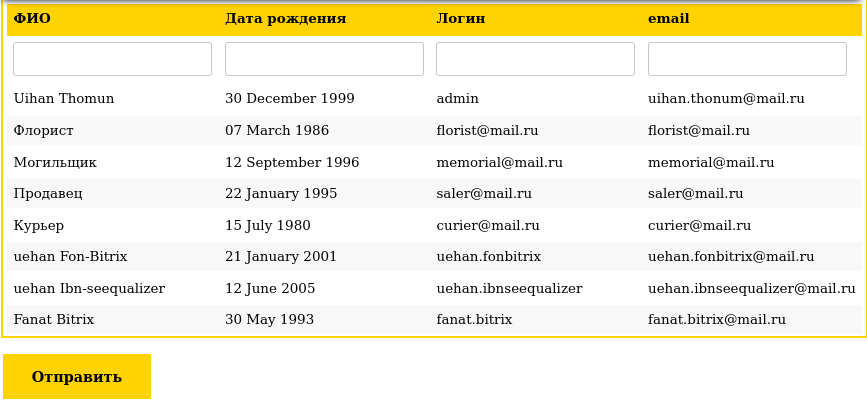 ФИО Дата рождения Логин email
Uihan Thomun 30 December 1999 admin uihan.thonum@mail.ru
Флорист 07 March 1986 florist@mail.ru florist@mail.ru
Могильщик 12 September 1996 memorial@mail.ru memorial@mail.ru
Продавец 22 January 1995 saler@mail.ru saler@mail.ru
Курьер 15 July 1980 curier@mail.ru curier@mail.ru
uehan Fon-Bitrix 21 January 2001 uehan.fonbitrix uehan.fonbitrix@mail.ru
uehan Ibn-seequalizer 12 June 2005 uehan.ibnseequalizer uehan.ibnseequalizer@mail.ru
Fanat Bitrix 30 May 1993 fanat.bitrix fanat.bitrix@mail.ru
Отправить